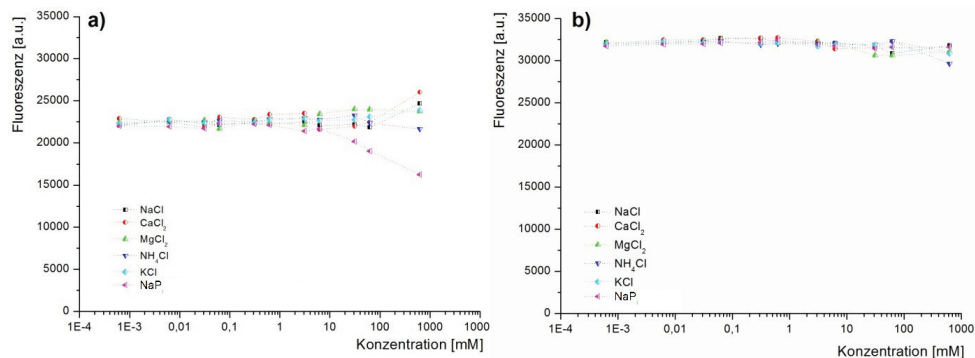 a)
Fluoreszenz [a.u.]
35000
30000
25000
20000
15000
10000
5000
0
NaCl
CaCl₂
MgCl₂
NH₄Cl
KCl
NaPᵢ
1E-4 1E-3 0,01 0,1 1 10 100 1000
Konzentration [mM]
b)
Fluoreszenz [a.u.]
35000
30000
25000
20000
15000
10000
5000
0
NaCl
CaCl₂
MgCl₂
NH₄Cl
KCl
NaP
1E-4 1E-3 0,01 0,1 1 10 100 1000
Konzentration [mM]